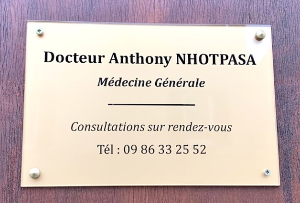 Docteur Anthony NHOTPASA
Médecine Générale
Consultations sur rendez-vous
Tél : 09 86 33 25 52